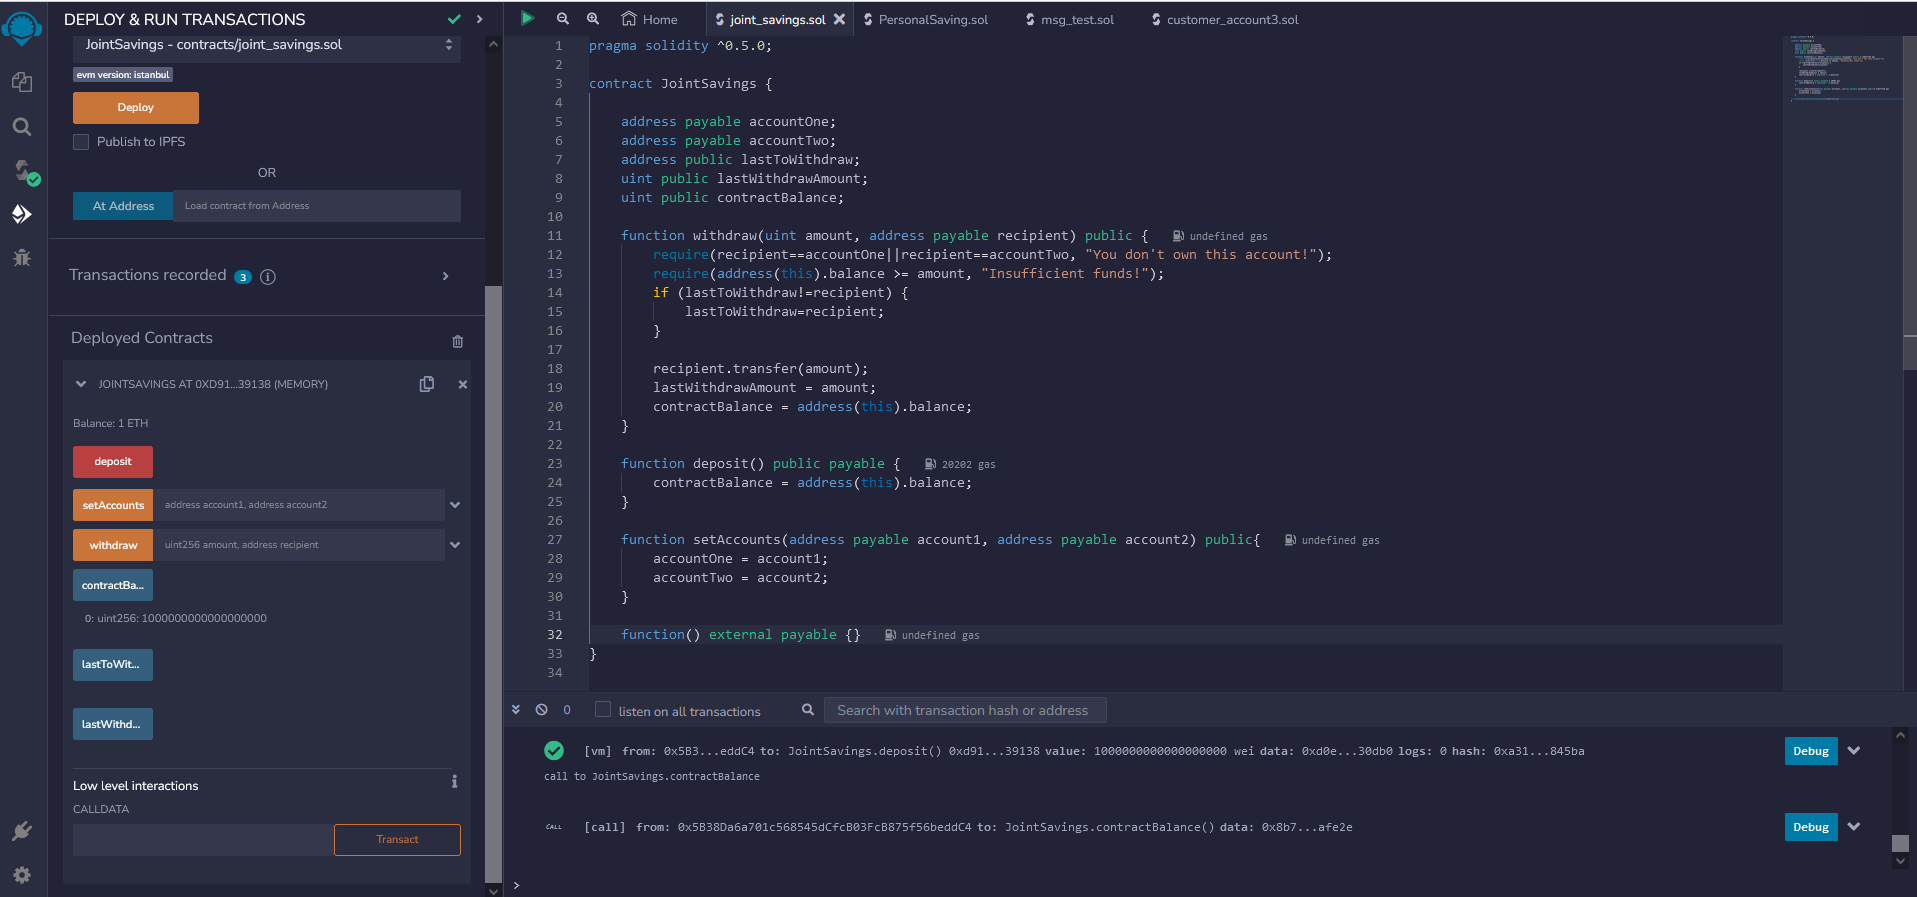 DEPLOY & RUN TRANSACTIONS
JointSavings - contracts/joint_savings.sol
evm version: istanbul
Deploy
Publish to IPFS
OR
At Address
Load contract from Address
Transactions recorded 3 i
Deployed Contracts
JOINTSAVINGS AT 0XD91...39138 (MEMORY)
Balance: 1 ETH
deposit
setAccounts
address account1, address account2
withdraw
uint256 amount, address recipient
contractBa...
0: uint256: 1000000000000000000
lastToWit...
lastWithd...
Low level interactions
CALLDATA
Transact
Home
joint_savings.sol
PersonalSaving.sol
msg_test.sol
customer_account3.sol
1 pragma solidity ^0.5.0;
2
3 contract JointSavings {
4
5 address payable accountOne;
6 address payable accountTwo;
7 address public lastToWithdraw;
8 uint public lastWithdrawAmount;
9 uint public contractBalance;
10
11 function withdraw(uint amount, address payable recipient) public { undefined gas
12 require(recipient==accountOne||recipient==accountTwo, "You don't own this account!");
13 require(address(this).balance >= amount, "Insufficient funds!");
14 if (lastToWithdraw!=recipient) {
15 lastToWithdraw=recipient;
16 }
17
18 recipient.transfer(amount);
19 lastWithdrawAmount = amount;
20 contractBalance = address(this).balance;
21 }
22
23 function deposit() public payable { 20202 gas
24 contractBalance = address(this).balance;
25 }
26
27 function setAccounts(address payable account1, address payable account2) public{ undefined gas
28 accountOne = account1;
29 accountTwo = account2;
30 }
31
32 function() external payable {} undefined gas
33 }
34
0
listen on all transactions
Search with transaction hash or address
[vm] from: 0x5B3...eddC4 to: JointSavings.deposit() 0xd91...39138 value: 1000000000000000000 wei data: 0xd0e...30db0 logs: 0 hash: 0xa31...845ba
Debug
call to JointSavings.contractBalance
CALL
[call] from: 0x5B38Da6a701c568545dCfcB03FcB875f56beddC4 to: JointSavings.contractBalance() data: 0x8b7...afe2e
Debug
>